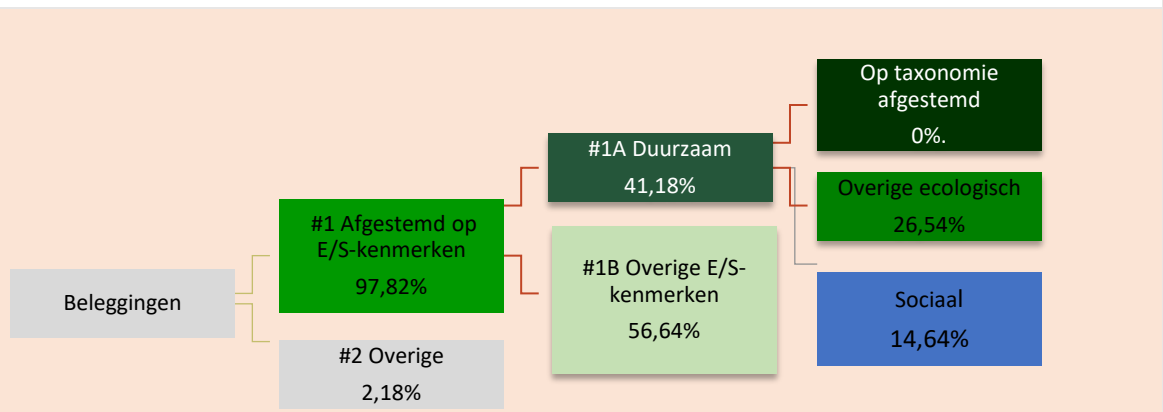 Beleggingen
#1 Afgestemd op
E/S-kenmerken
97,82%
#2 Overige
2,18%
#1A Duurzaam
41,18%
#1B Overige E/S-
kenmerken
56,64%
Op taxonomie
afgestemd
0%.
Overige ecologisch
26,54%
Sociaal
14,64%